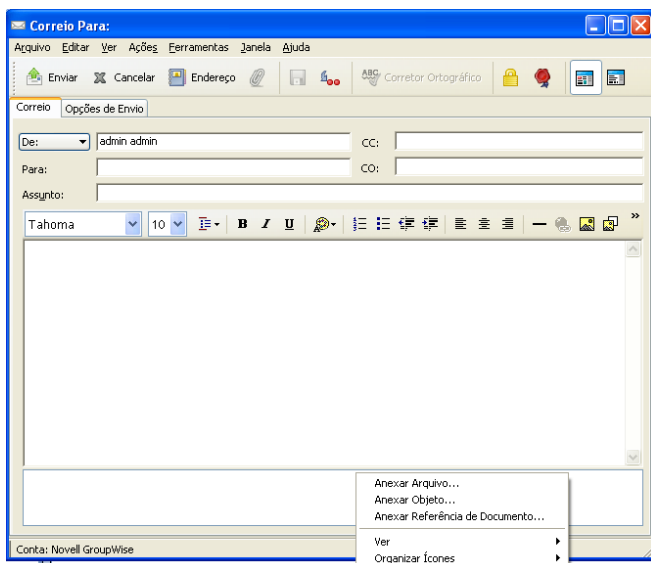 Correio Para:
Arquivo Editar Ver Ações Ferramentas Janela Ajuda
Enviar Cancelar Endereço ABC Corretor Ortográfico
Correio Opções de Envio
De: admin admin CC:
Para: CO:
Assunto:
Tahoma 10 B I U »
Anexar Arquivo...
Anexar Objeto...
Anexar Referência de Documento...
Ver
Organizar Ícones
Conta: Novell GroupWise